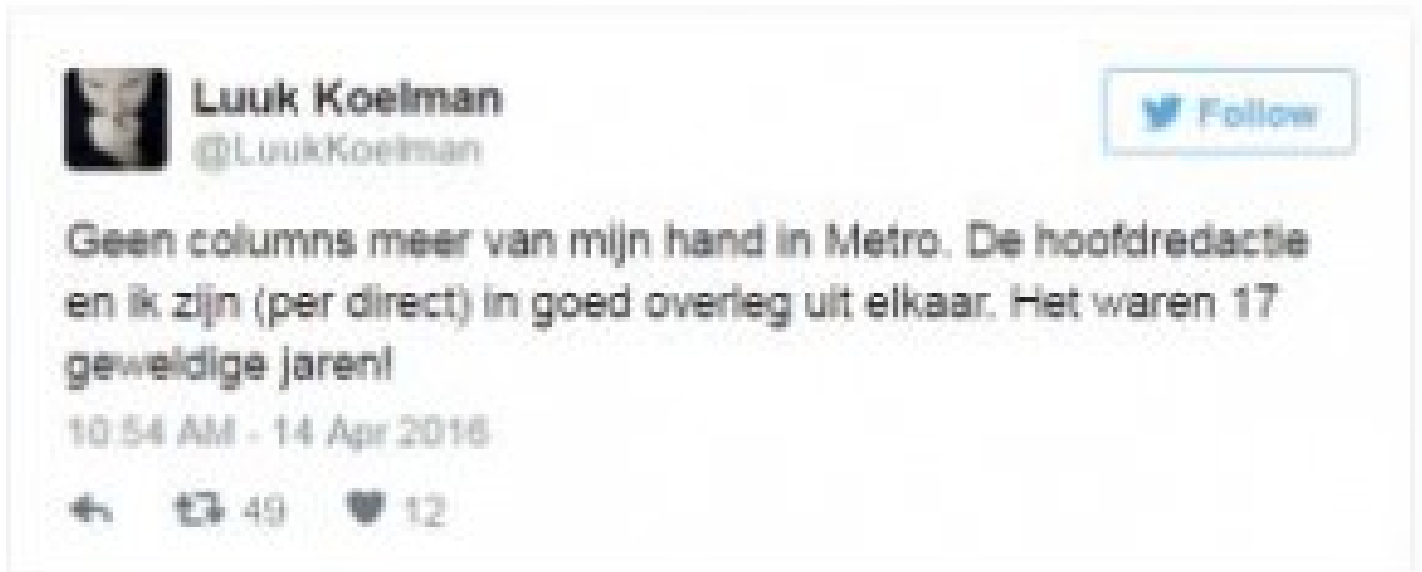 Luuk Koelman
@LuukKoelman
Follow
Geen columns meer van mijn hand in Metro. De hoofdredactie
en ik zijn (per direct) in goed overleg uit elkaar. Het waren 17
geweldige jaren!
10:54 AM - 14 Apr 2016
49 12